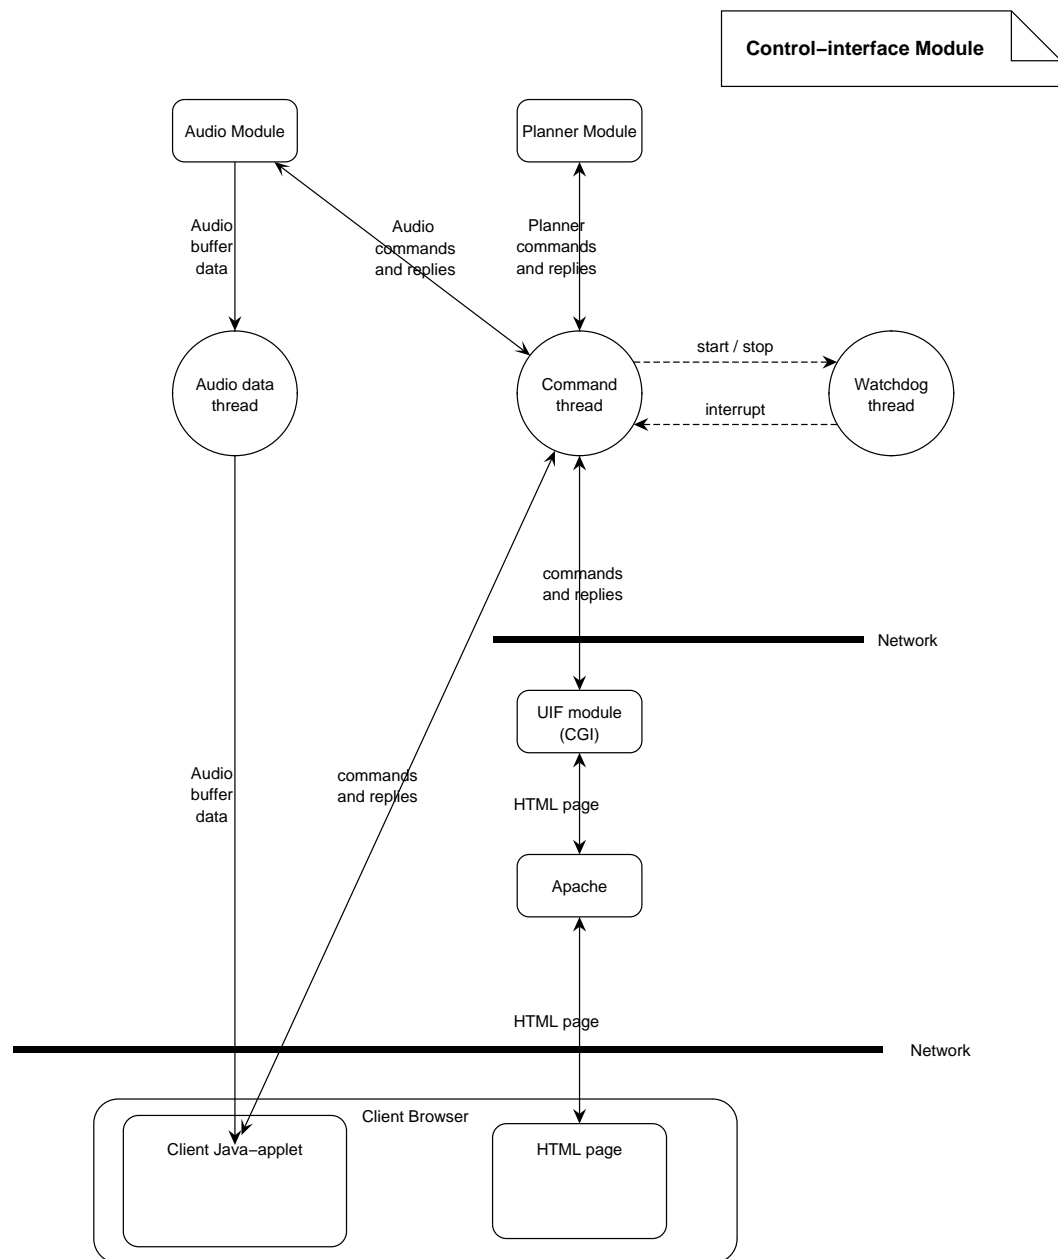 Control−interface Module
Audio Module
Planner Module
Audio
buffer
data
Audio
commands
and replies
Planner
commands
and replies
start / stop
Audio data
thread
Command
thread
Watchdog
thread
interrupt
commands
and replies
Network
UIF module
(CGI)
Audio
buffer
data
commands
and replies
HTML page
Apache
HTML page
Network
Client Browser
Client Java−applet
HTML page